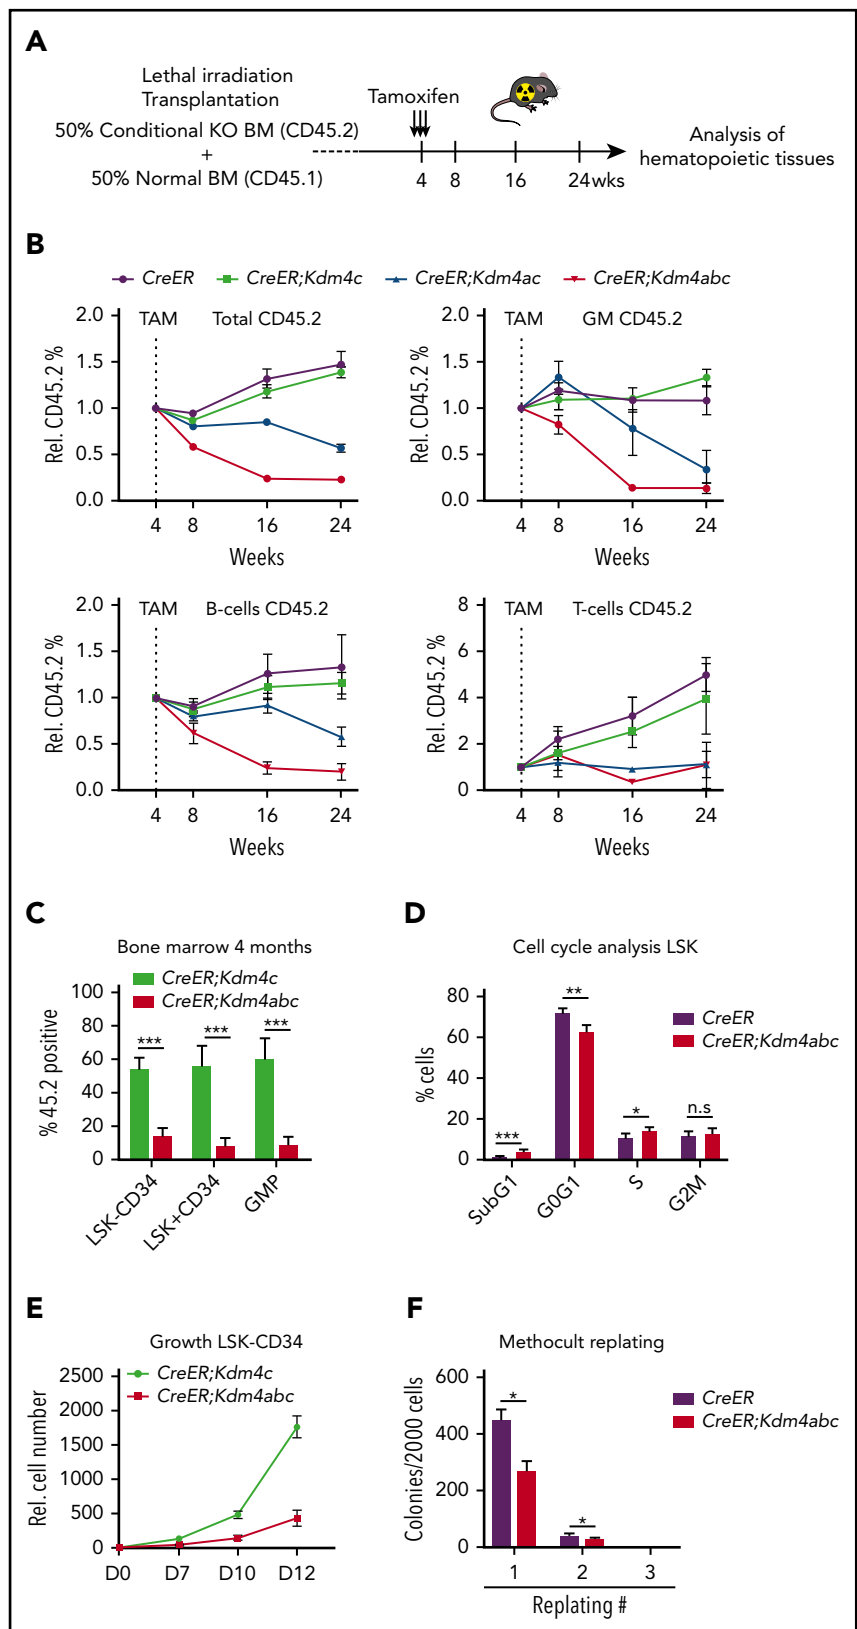 A
Lethal irradiation
Transplantation
50% Conditional KO BM (CD45.2)
+
50% Normal BM (CD45.1)
Tamoxifen
4 8 16 24wks
Analysis of
hematopoietic tissues
B
CreER CreER;Kdm4c CreER;Kdm4ac CreER;Kdm4abc
TAM Total CD45.2
Rel. CD45.2 %
2.0
1.5
1.0
0.5
0.0
4 8 16 24
Weeks
TAM GM CD45.2
Rel. CD45.2 %
2.0
1.5
1.0
0.5
0.0
4 8 16 24
Weeks
TAM B-cells CD45.2
Rel. CD45.2 %
2.0
1.5
1.0
0.5
0.0
4 8 16 24
Weeks
TAM T-cells CD45.2
Rel. CD45.2 %
8
6
4
2
0
4 8 16 24
Weeks
C
Bone marrow 4 months
CreER;Kdm4c
CreER;Kdm4abc
% 45.2 positive
100
80
60
40
20
0
*** *** ***
LSK-CD34 LSK+CD34 GMP
D
Cell cycle analysis LSK
CreER
CreER;Kdm4abc
% cells
80
60
40
20
0
*** ** * n.s
SubG1 G0G1 S G2M
E
Growth LSK-CD34
CreER;Kdm4c
CreER;Kdm4abc
Rel. cell number
2500
2000
1500
1000
500
0
D0 D7 D10 D12
F
Methocult replating
CreER
CreER;Kdm4abc
Colonies/2000 cells
600
400
200
0
* *
1 2 3
Replating #